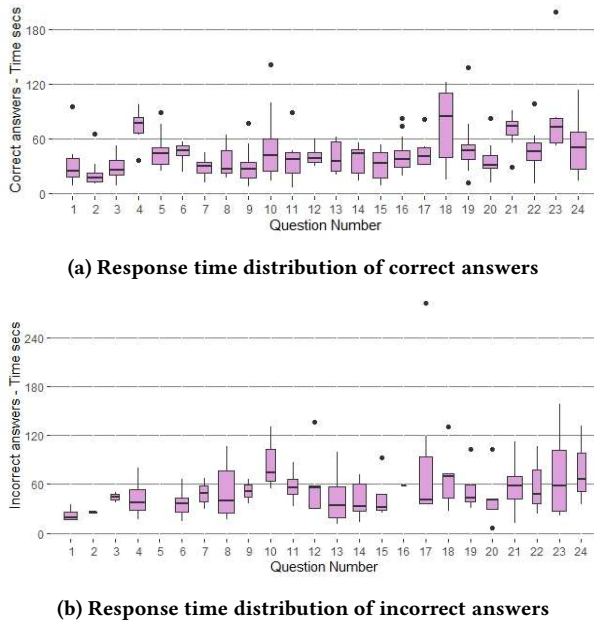 180
120
60
0
Correct answers - Time secs
1 2 3 4 5 6 7 8 9 10 11 12 13 14 15 16 17 18 19 20 21 22 23 24
Question Number
(a) Response time distribution of correct answers
240
180
120
60
0
Incorrect answers - Time secs
1 2 3 4 5 6 7 8 9 10 11 12 13 14 15 16 17 18 19 20 21 22 23 24
Question Number
(b) Response time distribution of incorrect answers